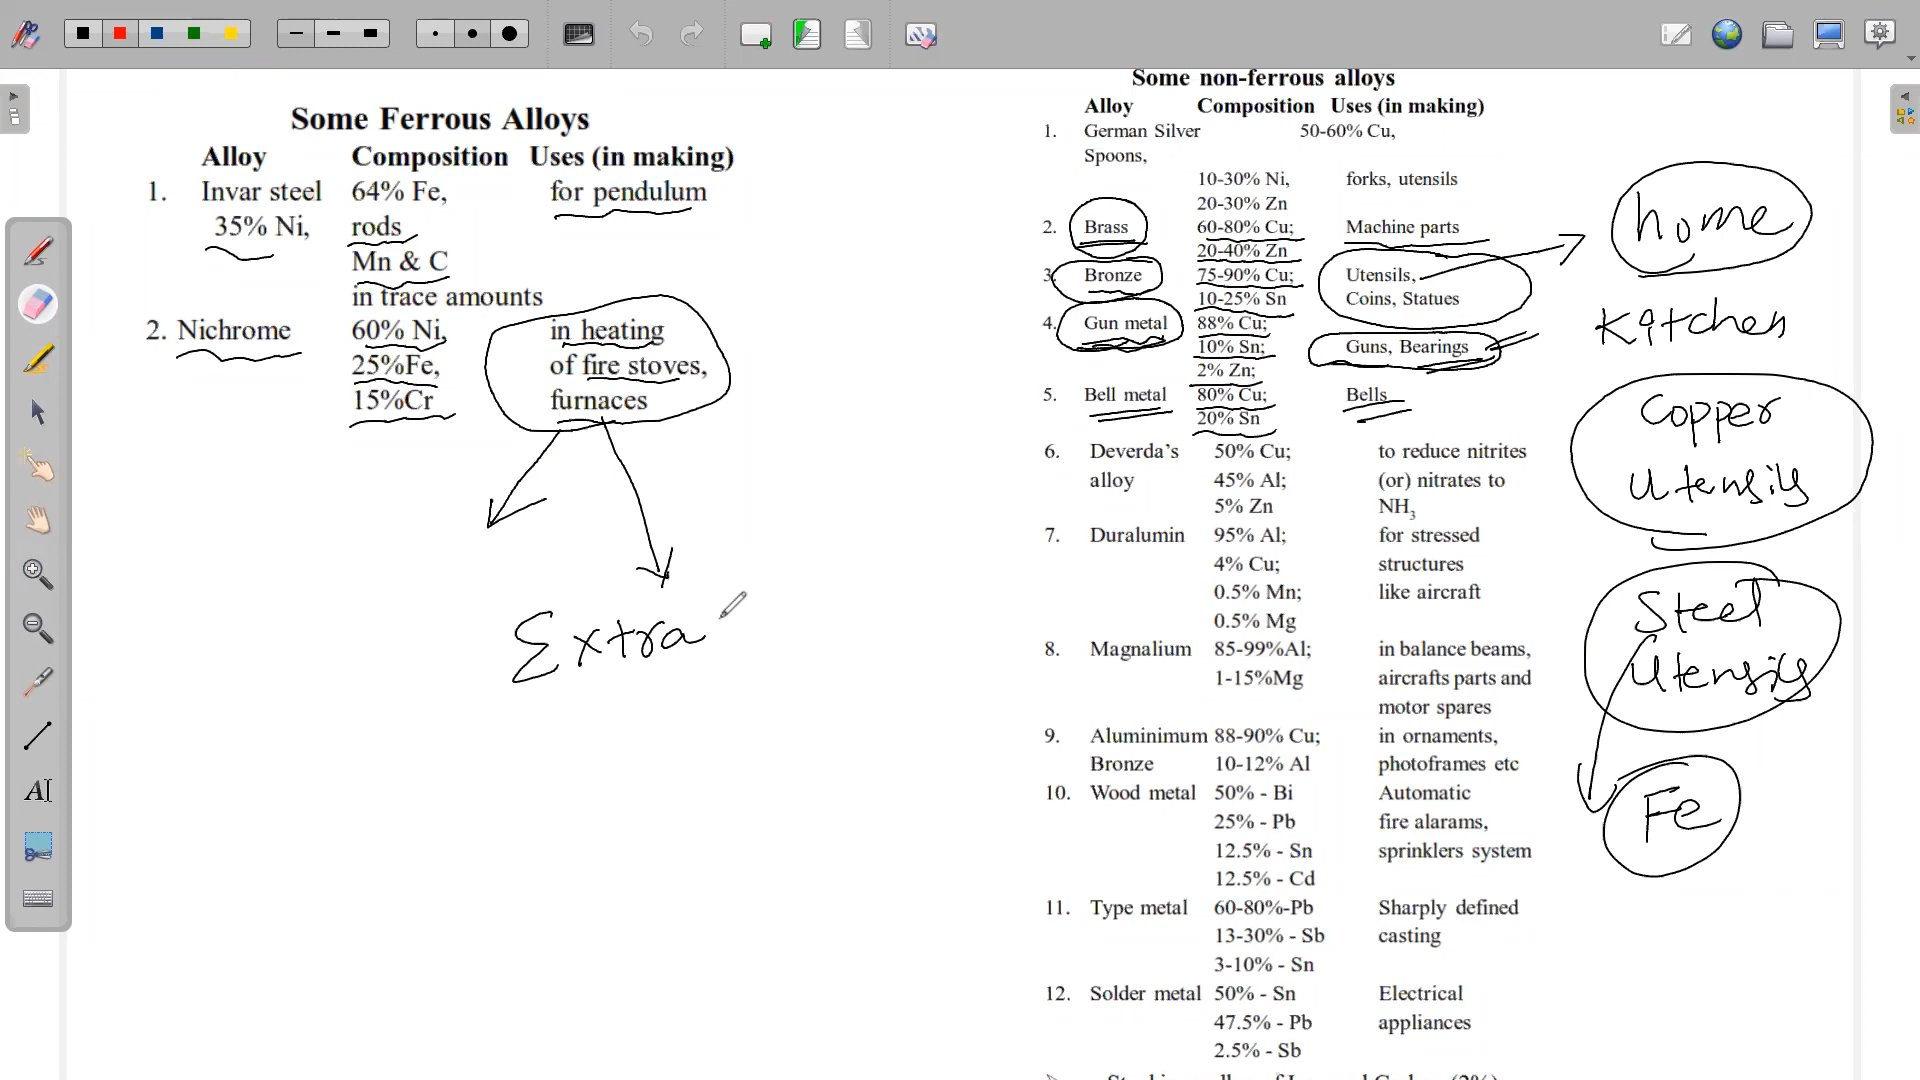 Some Ferrous Alloys
Alloy Composition Uses (in making)
1. Invar steel 64% Fe, for pendulum
35% Ni, rods
Mn & C
in trace amounts
2. Nichrome 60% Ni, in heating
25%Fe, of fire stoves,
15%Cr furnaces
Extra
Some non-ferrous alloys
Alloy Composition Uses (in making)
1. German Silver 50-60% Cu,
Spoons,
10-30% Ni, forks, utensils
20-30% Zn
2. Brass 60-80% Cu; Machine parts
20-40% Zn
3. Bronze 75-90% Cu; Utensils,
10-25% Sn Coins, Statues
4. Gun metal 88% Cu; Guns, Bearings
10% Sn;
2% Zn;
5. Bell metal 80% Cu; Bells
20% Sn
6. Deverda's 50% Cu; to reduce nitrites
alloy 45% Al; (or) nitrates to
5% Zn NH3
7. Duralumin 95% Al; for stressed
4% Cu; structures
0.5% Mn; like aircraft
0.5% Mg
8. Magnalium 85-99%Al; in balance beams,
1-15%Mg aircrafts parts and
motor spares
9. Aluminimum 88-90% Cu; in ornaments,
Bronze 10-12% Al photoframes etc
10. Wood metal 50% - Bi Automatic
25% - Pb fire alarams,
12.5% - Sn sprinklers system
12.5% - Cd
11. Type metal 60-80%-Pb Sharply defined
13-30% - Sb casting
3-10% - Sn
12. Solder metal 50% - Sn Electrical
47.5% - Pb appliances
2.5% - Sb
home
Kitchen
Copper
Utensils
Steel
Utensils
Fe